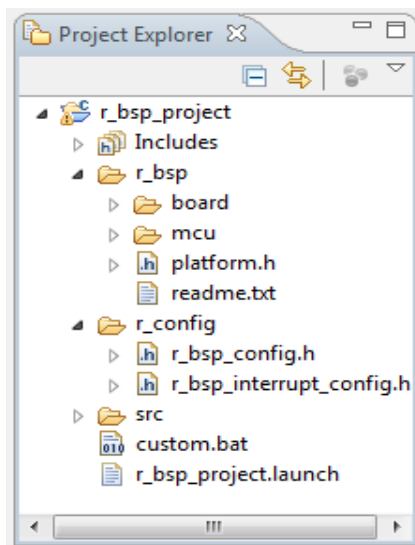 Project Explorer
r_bsp_project
Includes
r_bsp
board
mcu
platform.h
readme.txt
r_config
r_bsp_config.h
r_bsp_interrupt_config.h
src
custom.bat
r_bsp_project.launch